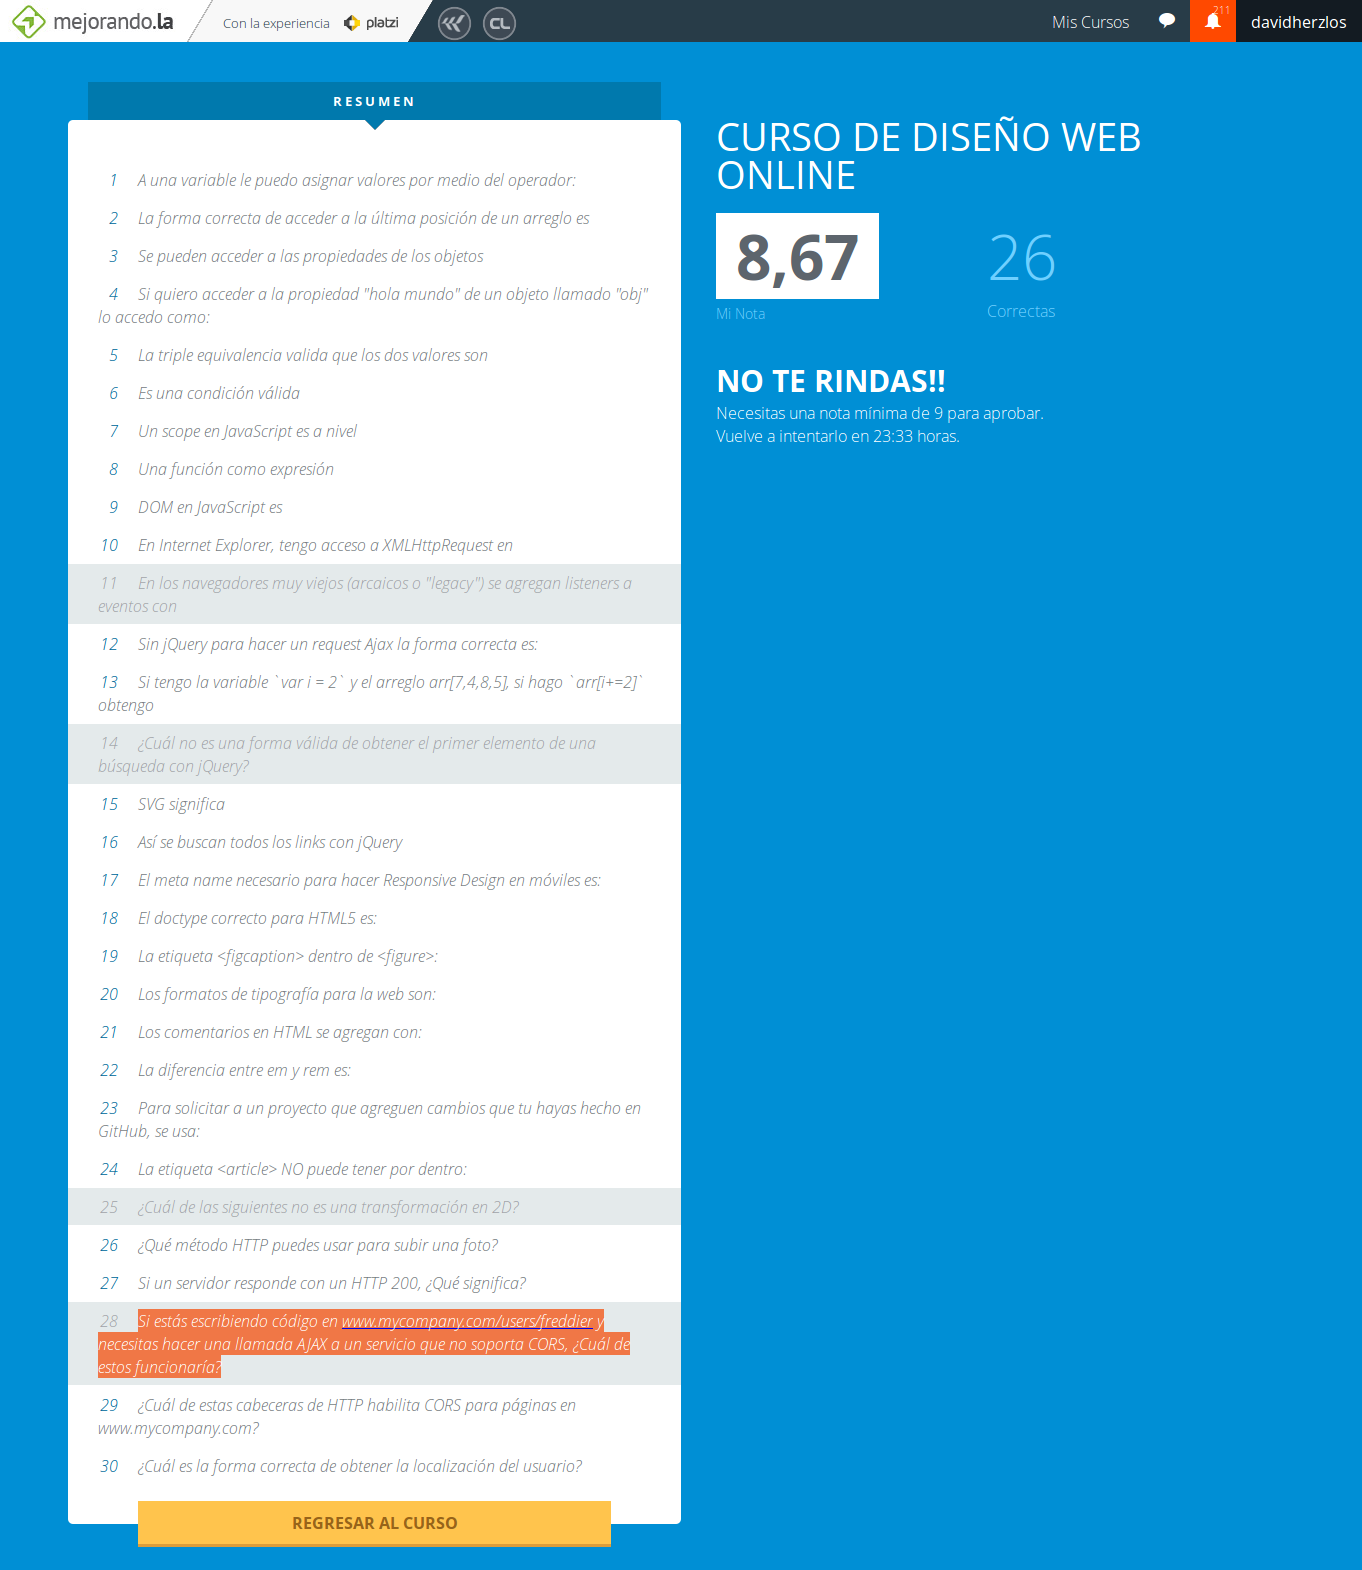 mejorando.la
Con la experiencia platzi
CL
Mis Cursos
211
davidherzlos
RESUMEN
1 A una variable le puedo asignar valores por medio del operador:
2 La forma correcta de acceder a la última posición de un arreglo es
3 Se pueden acceder a las propiedades de los objetos
4 Si quiero acceder a la propiedad "hola mundo" de un objeto llamado "obj"
lo accedo como:
5 La triple equivalencia valida que los dos valores son
6 Es una condición válida
7 Un scope en JavaScript es a nivel
8 Una función como expresión
9 DOM en JavaScript es
10 En Internet Explorer, tengo acceso a XMLHttpRequest en
11 En los navegadores muy viejos (arcaicos o "legacy") se agregan listeners a
eventos con
12 Sin jQuery para hacer un request Ajax la forma correcta es:
13 Si tengo la variable `var i = 2` y el arreglo arr[7,4,8,5], si hago `arr[i+=2]`
obtengo
14 ¿Cuál no es una forma válida de obtener el primer elemento de una
búsqueda con jQuery?
15 SVG significa
16 Así se buscan todos los links con jQuery
17 El meta name necesario para hacer Responsive Design en móviles es:
18 El doctype correcto para HTML5 es:
19 La etiqueta <figcaption> dentro de <figure>:
20 Los formatos de tipografía para la web son:
21 Los comentarios en HTML se agregan con:
22 La diferencia entre em y rem es:
23 Para solicitar a un proyecto que agreguen cambios que tu hayas hecho en
GitHub, se usa:
24 La etiqueta <article> NO puede tener por dentro:
25 ¿Cuál de las siguientes no es una transformación en 2D?
26 ¿Qué método HTTP puedes usar para subir una foto?
27 Si un servidor responde con un HTTP 200, ¿Qué significa?
28 Si estás escribiendo código en www.mycompany.com/users/freddier y
necesitas hacer una llamada AJAX a un servicio que no soporta CORS, ¿Cuál de
estos funcionaría?
29 ¿Cuál de estas cabeceras de HTTP habilita CORS para páginas en
www.mycompany.com?
30 ¿Cuál es la forma correcta de obtener la localización del usuario?
REGRESAR AL CURSO
CURSO DE DISEÑO WEB
ONLINE
8,67
Mi Nota
26
Correctas
NO TE RINDAS!!
Necesitas una nota mínima de 9 para aprobar.
Vuelve a intentarlo en 23:33 horas.